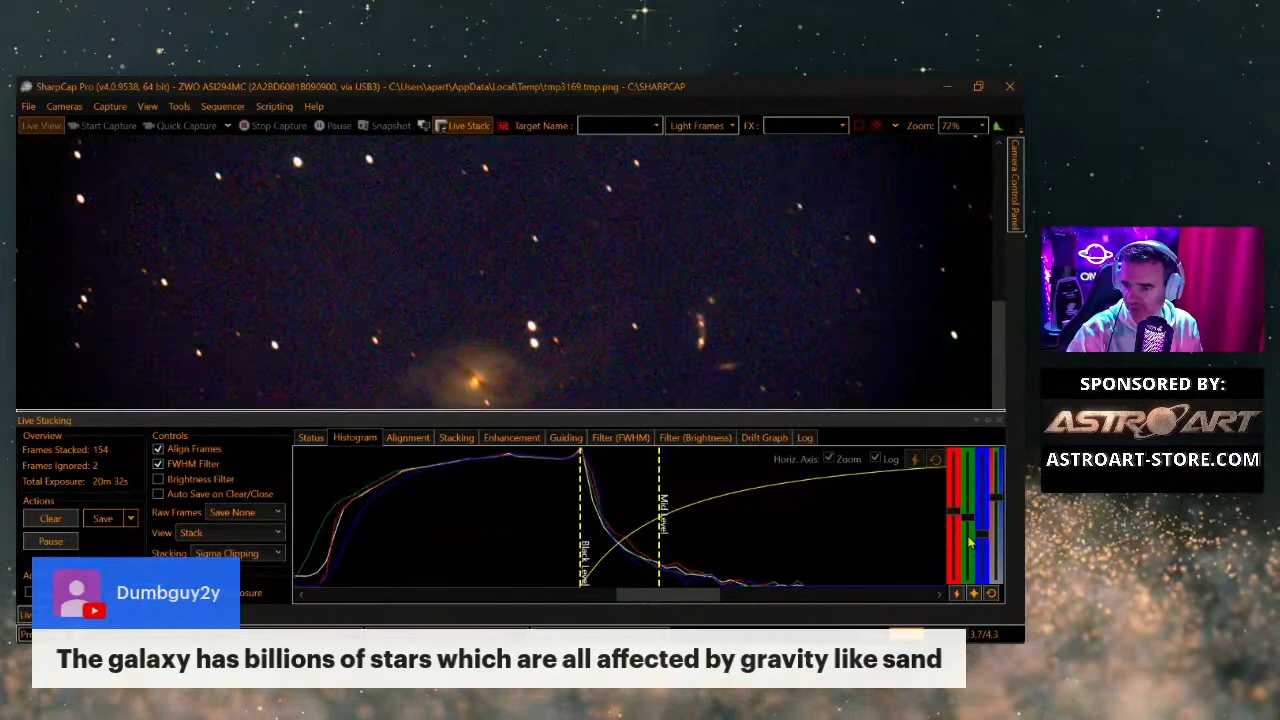 SharpCap Pro (v4.0.9538, 64 bit) - ZWO ASI294MC (2A2BD6081B090900, via USB3) - C:\Users\apart\AppData\Local\Temp\tmp3169.tmp.png - C:\SHARPCAP
File Cameras Capture View Tools Sequencer Scripting Help
Live View Start Capture Quick Capture Stop Capture Pause Snapshot Live Stack Target Name : Light Frames FX : Zoom: 72%
Camera Control Panel
Live Stacking
Overview
Frames Stacked: 154
Frames Ignored: 2
Total Exposure: 20m 32s
Actions
Clear Save
Pause
Controls
Align Frames
FWHM Filter
Brightness Filter
Auto Save on Clear/Close
Raw Frames Save None
View Stack
Stacking Sigma Clipping
Status Histogram Alignment Stacking Enhancement Guiding Filter (FWHM) Filter (Brightness) Drift Graph Log
Horiz. Axis: Zoom Log
Black Level
Mid Level
3,7/4,3
SPONSORED BY:
ASTROART
ASTROART-STORE.COM
Dumbguy2y
The galaxy has billions of stars which are all affected by gravity like sand